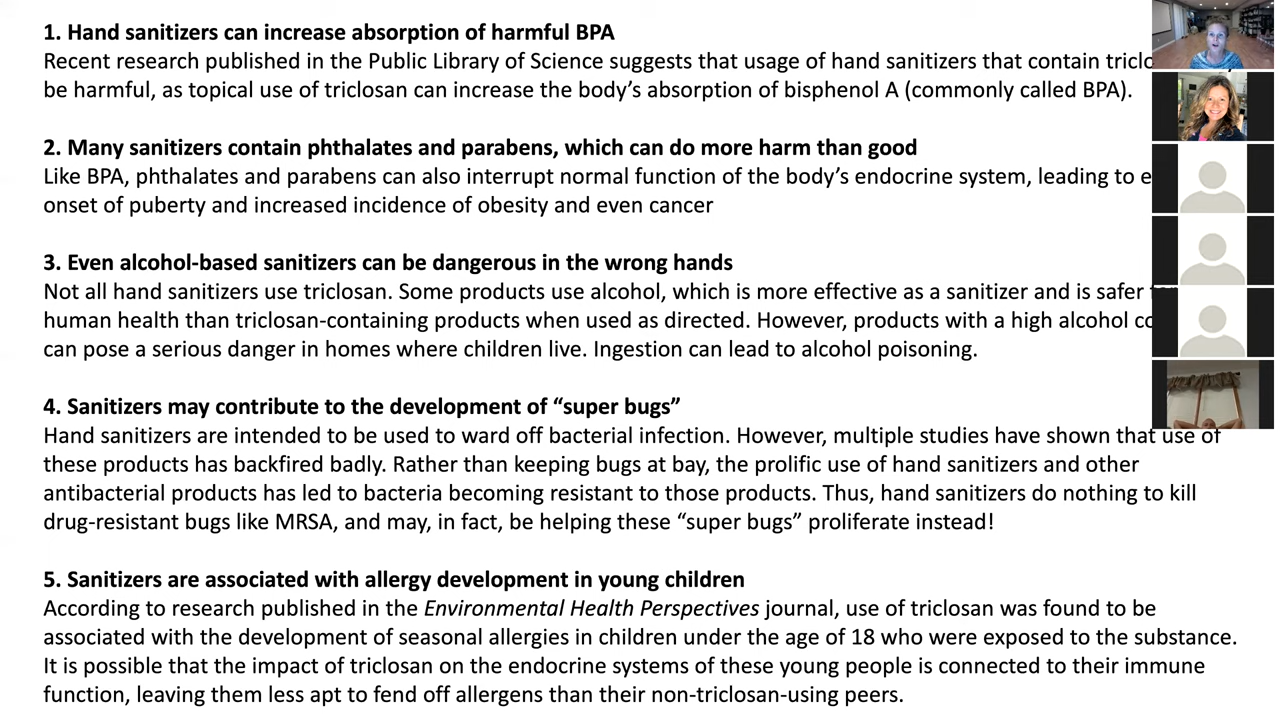 1. Hand sanitizers can increase absorption of harmful BPA
Recent research published in the Public Library of Science suggests that usage of hand sanitizers that contain
be harmful, as topical use of triclosan can increase the body’s absorption of bisphenol A (commonly called BPA).
2. Many sanitizers contain phthalates and parabens, which can do more harm than good
Like BPA, phthalates and parabens can also interrupt normal function of the body’s endocrine system, leading to
onset of puberty and increased incidence of obesity and even cancer
3. Even alcohol-based sanitizers can be dangerous in the wrong hands
Not all hand sanitizers use triclosan. Some products use alcohol, which is more effective as a sanitizer and is safer
human health than triclosan-containing products when used as directed. However, products with a high alcohol
can pose a serious danger in homes where children live. Ingestion can lead to alcohol poisoning.
4. Sanitizers may contribute to the development of “super bugs”
Hand sanitizers are intended to be used to ward off bacterial infection. However, multiple studies have shown that use of
these products has backfired badly. Rather than keeping bugs at bay, the prolific use of hand sanitizers and other
antibacterial products has led to bacteria becoming resistant to those products. Thus, hand sanitizers do nothing to kill
drug-resistant bugs like MRSA, and may, in fact, be helping these “super bugs” proliferate instead!
5. Sanitizers are associated with allergy development in young children
According to research published in the Environmental Health Perspectives journal, use of triclosan was found to be
associated with the development of seasonal allergies in children under the age of 18 who were exposed to the substance.
It is possible that the impact of triclosan on the endocrine systems of these young people is connected to their immune
function, leaving them less apt to fend off allergens than their non-triclosan-using peers.